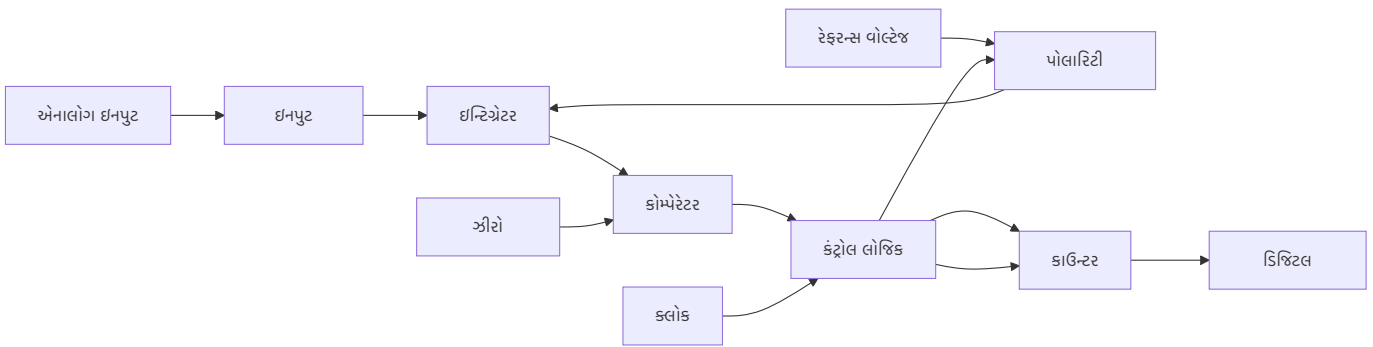 રેફરન્સ વોલ્ટેજ
પોલારિટી
એનાલોગ ઇનપુટ
ઇનપુટ
ઇન્ટિગ્રેટર
કોમ્પેરેટર
ઝીરો
કંટ્રોલ લોજિક
કાઉન્ટર
ડિજિટલ
ક્લોક